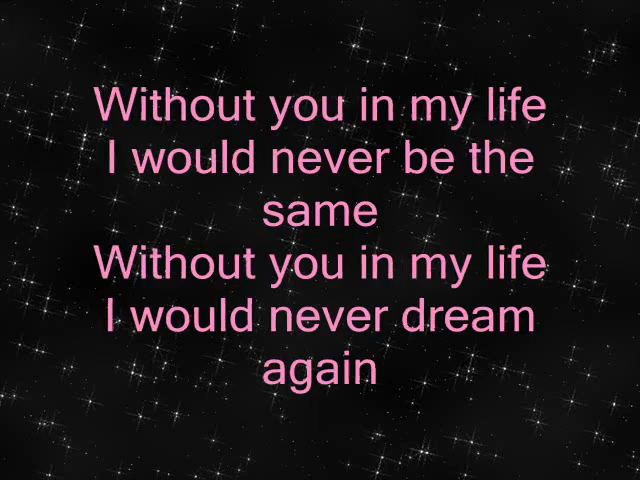 Without you in my life
I would never be the
same
Without you in my life
I would never dream
again